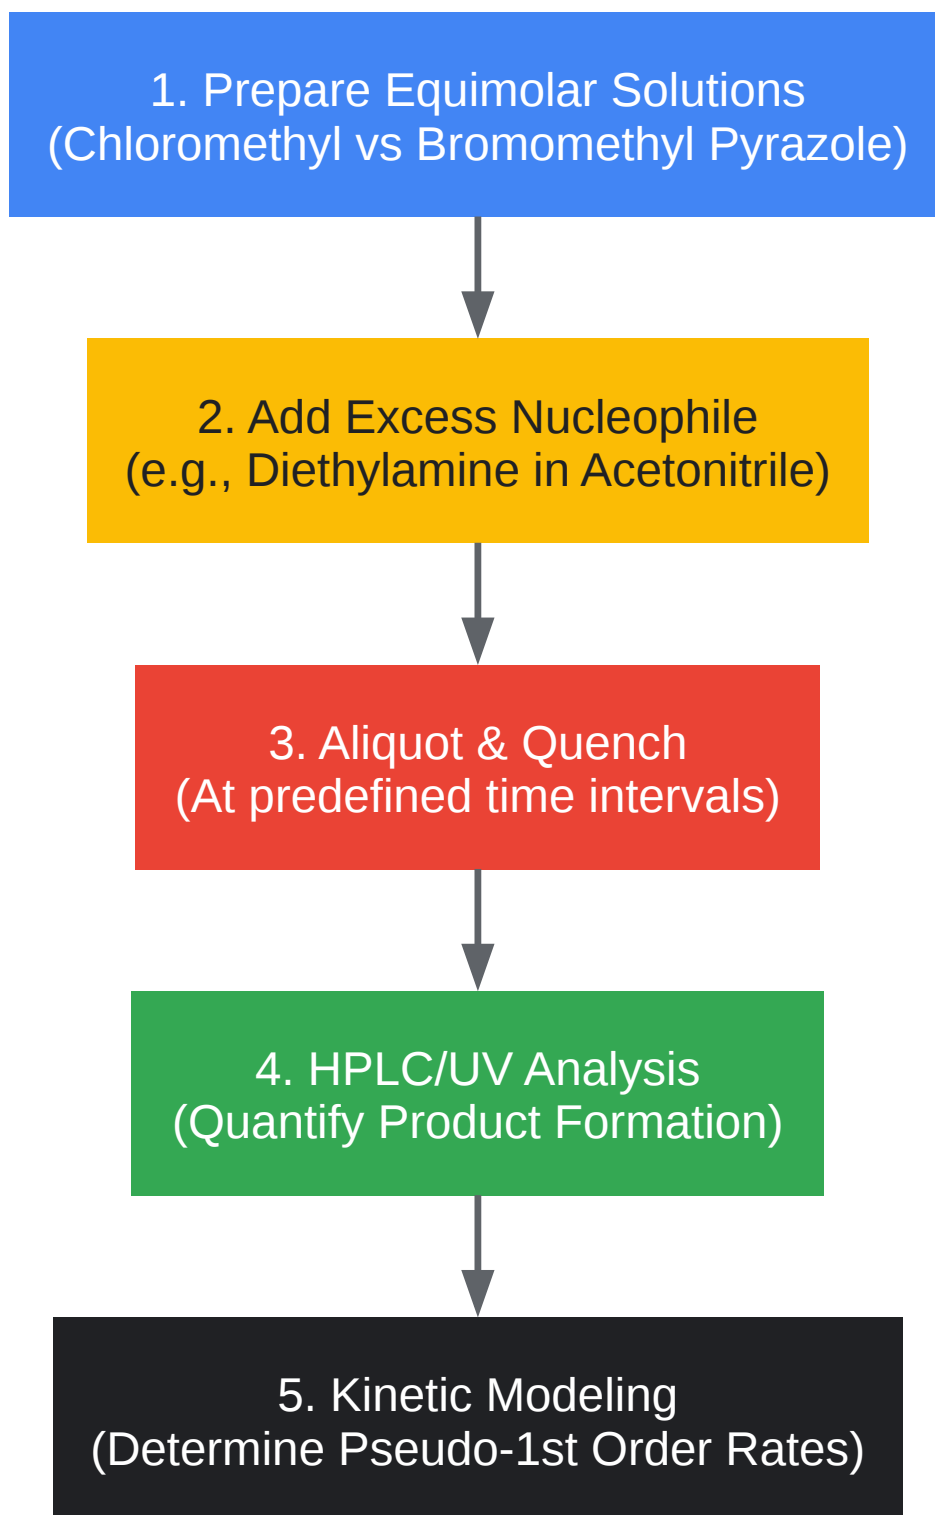 1. Prepare Equimolar Solutions
(Chloromethyl vs Bromomethyl Pyrazole)
2. Add Excess Nucleophile
(e.g., Diethylamine in Acetonitrile)
3. Aliquot & Quench
(At predefined time intervals)
4. HPLC/UV Analysis
(Quantify Product Formation)
5. Kinetic Modeling
(Determine Pseudo-1st Order Rates)